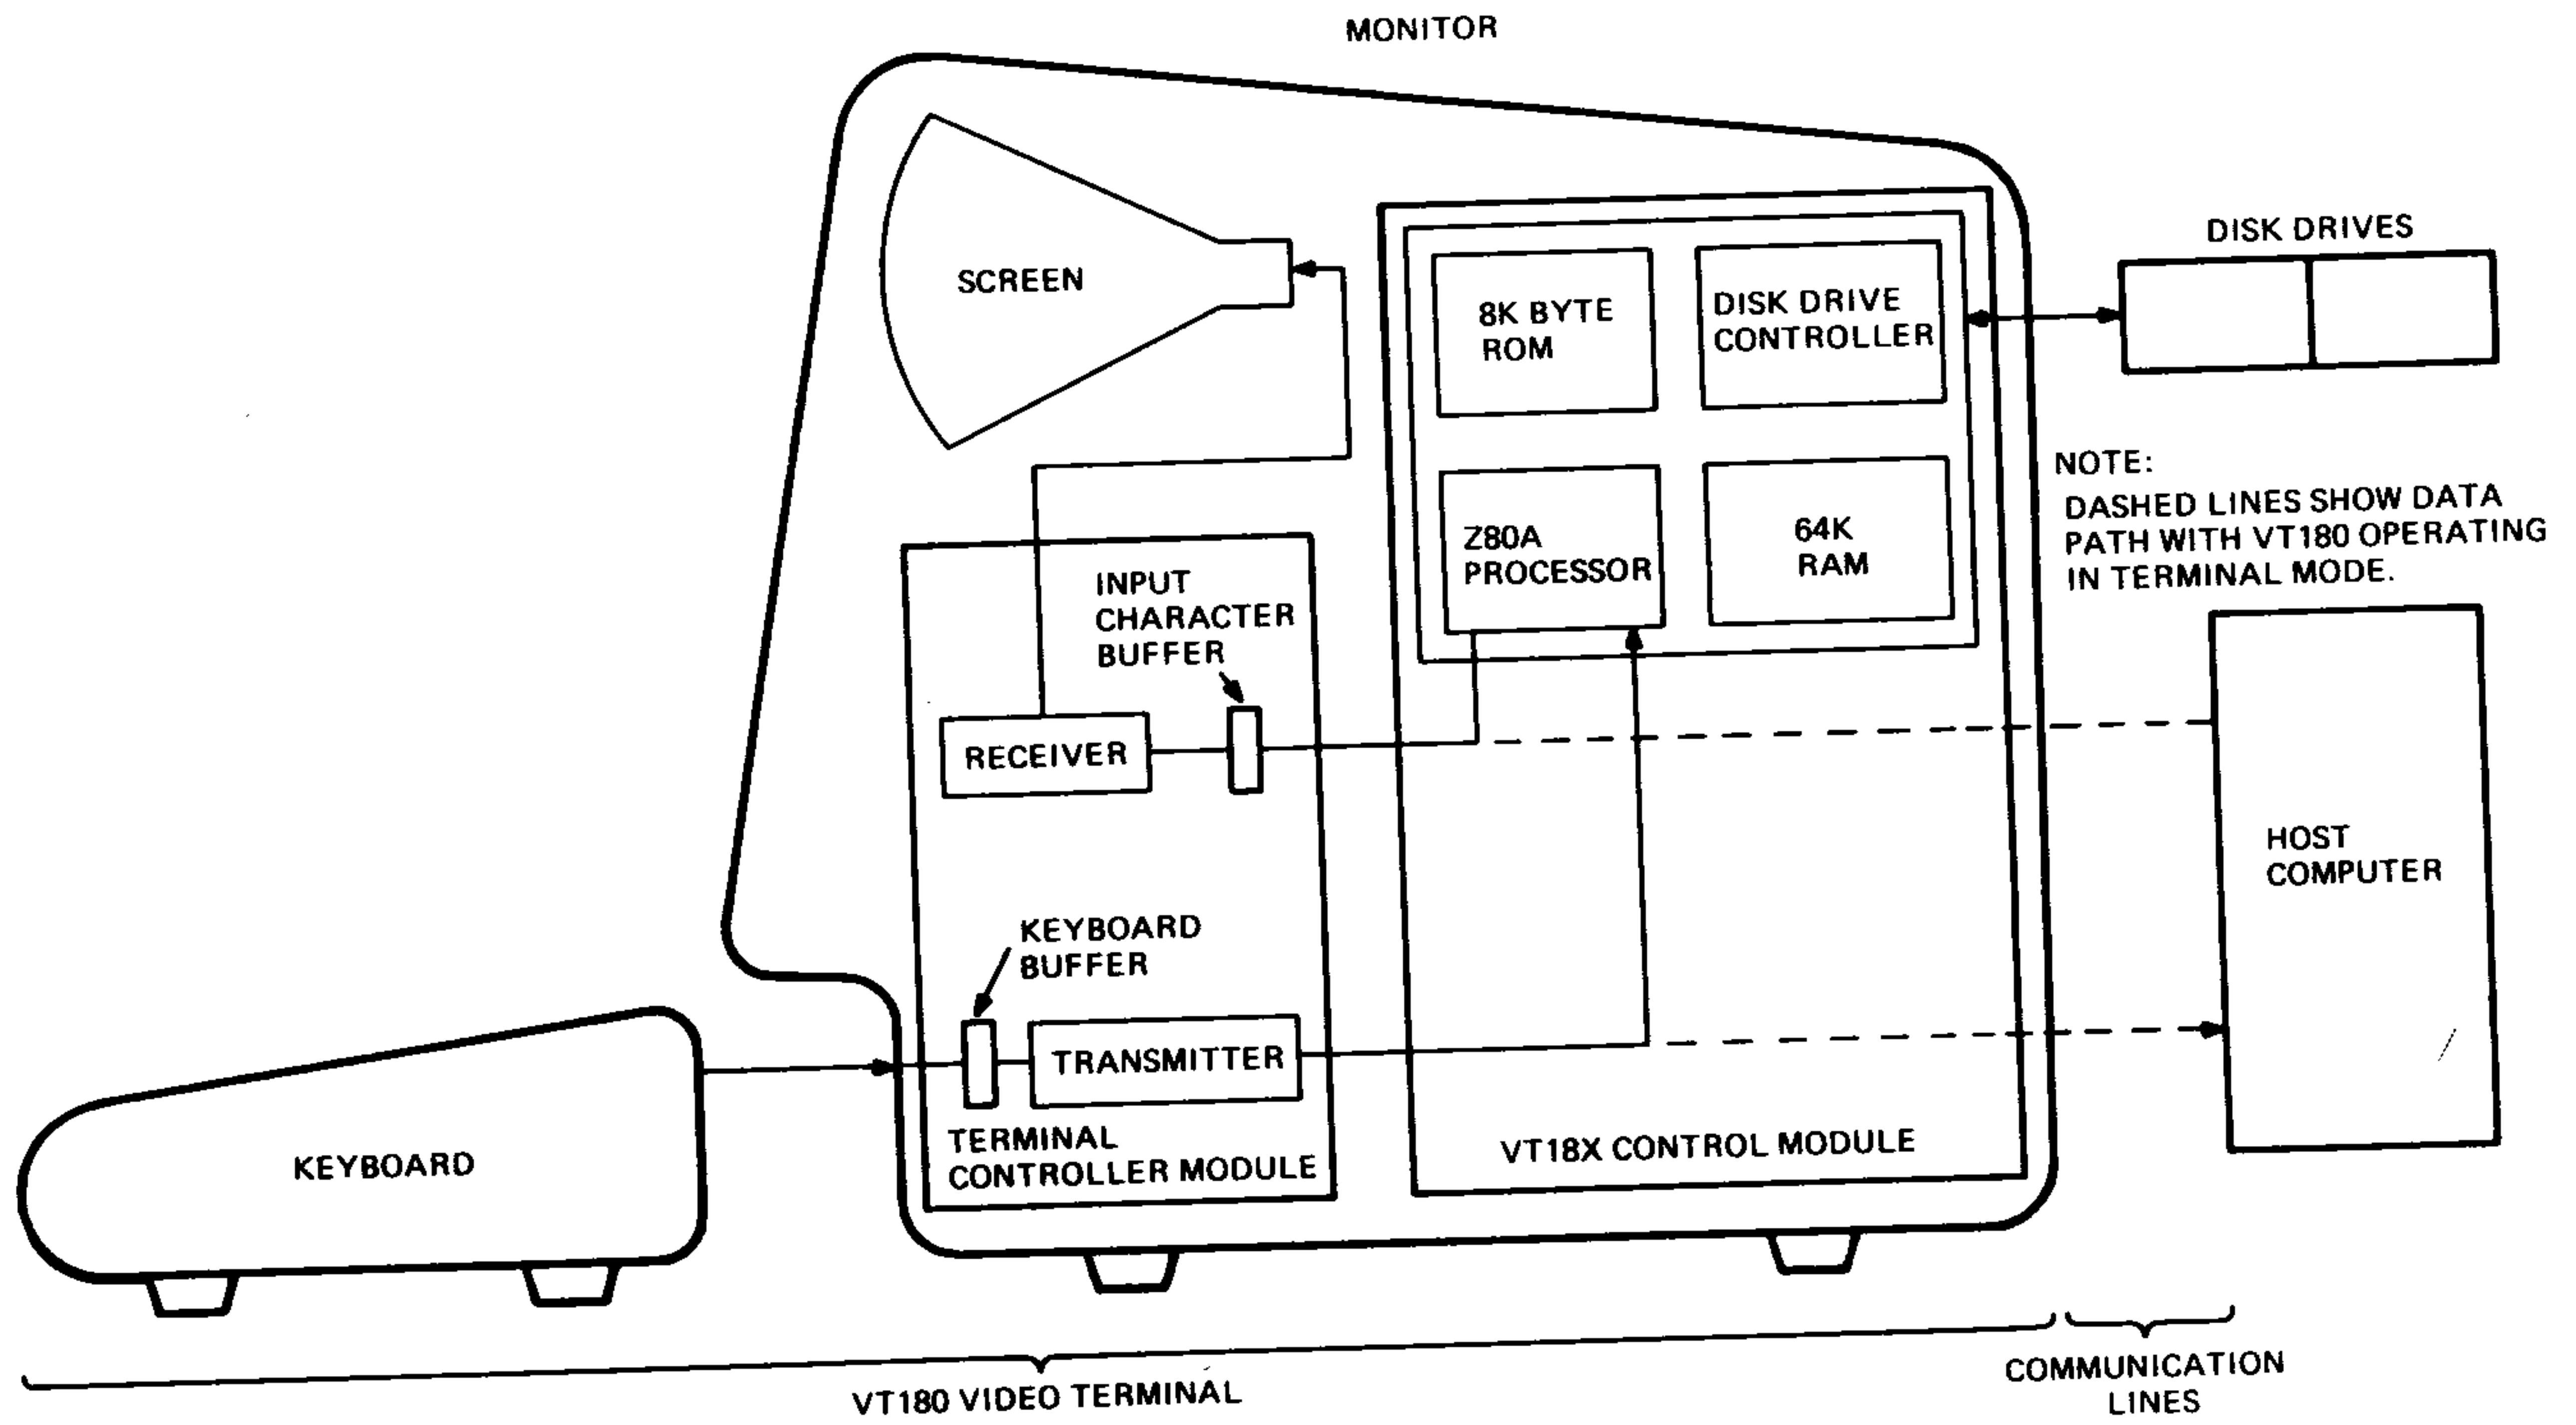 MONITOR
DISK DRIVES
SCREEN
8K BYTE
ROM
DISK DRIVE
CONTROLLER
NOTE:
DASHED LINES SHOW DATA
PATH WITH VT180 OPERATING
IN TERMINAL MODE.
Z80A
PROCESSOR
64K
RAM
INPUT
CHARACTER
BUFFER
RECEIVER
HOST
COMPUTER
KEYBOARD
BUFFER
TRANSMITTER
TERMINAL
CONTROLLER MODULE
VT18X CONTROL MODULE
KEYBOARD
VT180 VIDEO TERMINAL
COMMUNICATION
LINES